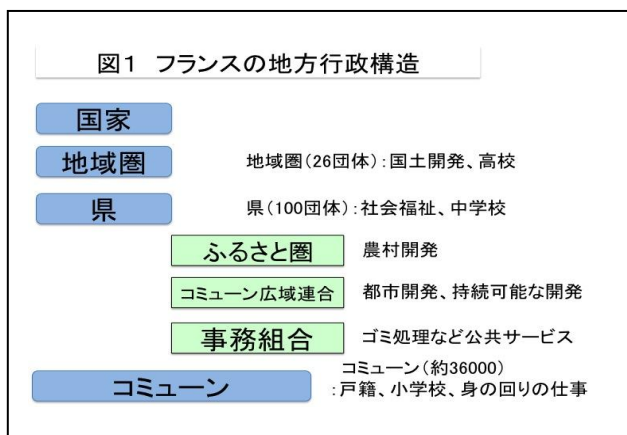 図1 フランスの地方行政構造
国家
地域圏 地域圏(26団体):国土開発、高校
県 県(100団体):社会福祉、中学校
ふるさと圏 農村開発
コミューン広域連合 都市開発、持続可能な開発
事務組合 ゴミ処理など公共サービス
コミューン コミューン(約36000)
:戸籍、小学校、身の回りの仕事